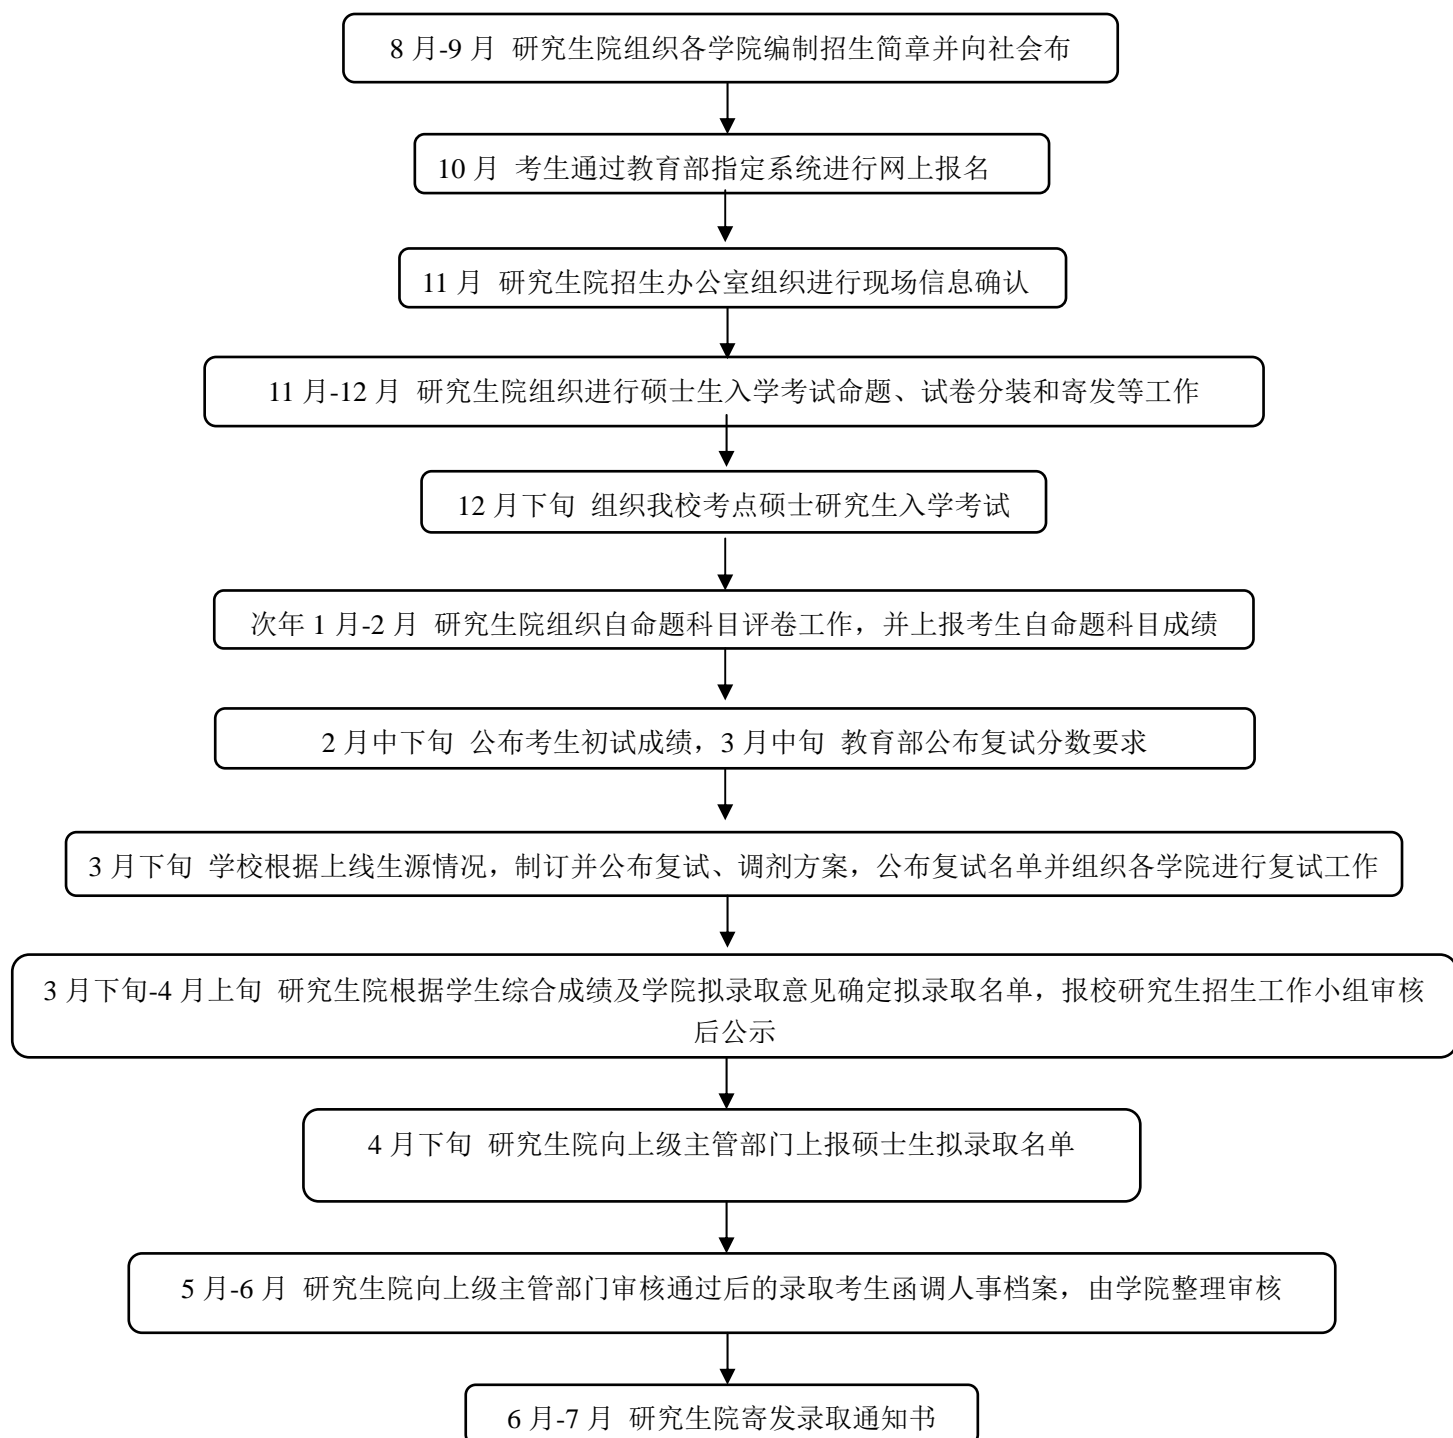 8 月-9 月 研究生院组织各学院编制招生简章并向社会布
10 月 考生通过教育部指定系统进行网上报名
11 月 研究生院招生办公室组织进行现场信息确认
11 月-12 月 研究生院组织进行硕士生入学考试命题、试卷分装和寄发等工作
12 月下旬 组织我校考点硕士研究生入学考试
次年 1 月-2 月 研究生院组织自命题科目评卷工作，并上报考生自命题科目成绩
2 月中下旬 公布考生初试成绩，3 月中旬 教育部公布复试分数要求
3 月下旬 学校根据上线生源情况，制订并公布复试、调剂方案，公布复试名单并组织各学院进行复试工作
3 月下旬-4 月上旬 研究生院根据学生综合成绩及学院拟录取意见确定拟录取名单，报校研究生招生工作小组审核
后公示
4 月下旬 研究生院向上级主管部门上报硕士生拟录取名单
5 月-6 月 研究生院向上级主管部门审核通过后的录取考生函调人事档案，由学院整理审核
6 月-7 月 研究生院寄发录取通知书